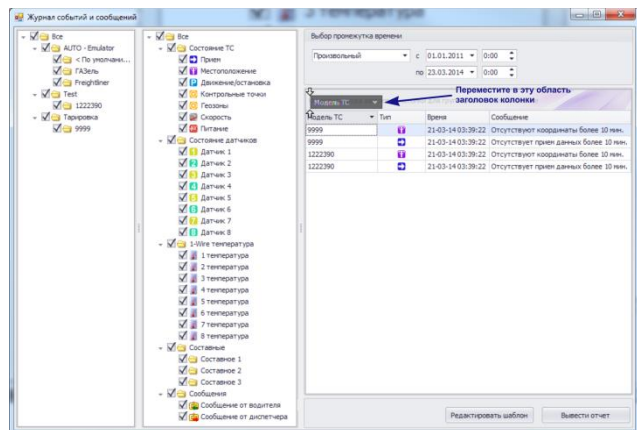 Журнал событий и сообщений
Все
AUTO - Emulator
< По умолчани...
ГАЗель
Freightliner
Test
1222390
Тарировка
9999
Все
Состояние ТС
Прием
Местоположение
Движение/остановка
Контрольные точки
Геозоны
Скорость
Питание
Состояние датчиков
Датчик 1
Датчик 2
Датчик 3
Датчик 4
Датчик 5
Датчик 6
Датчик 7
Датчик 8
1-Wire температура
1 температура
2 температура
3 температура
4 температура
5 температура
6 температура
7 температура
8 температура
Составные
Составное 1
Составное 2
Составное 3
Сообщения
Сообщение от водителя
Сообщение от диспетчера
Выбор промежутка времени
Произвольный с 01.01.2011 0:00
по 23.03.2014 0:00
Переместите в эту область
заголовок колонки
Модель ТС
Модель ТС Тип Время Сообщение
9999 21-03-14 03:39:22 Отсутствуют координаты более 10 мин.
9999 21-03-14 03:39:22 Отсутствует прием данных более 10 мин.
1222390 21-03-14 03:39:22 Отсутствуют координаты более 10 мин.
1222390 21-03-14 03:39:22 Отсутствует прием данных более 10 мин.
Редактировать шаблон Вывести отчет